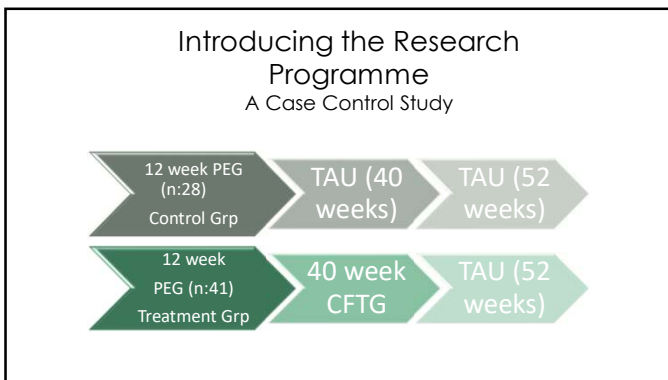 Introducing the Research
Programme
A Case Control Study
12 week PEG
(n:28)
Control Grp
TAU (40
weeks)
TAU (52
weeks)
12 week
PEG (n:41)
Treatment Grp
40 week
CFTG
TAU (52
weeks)